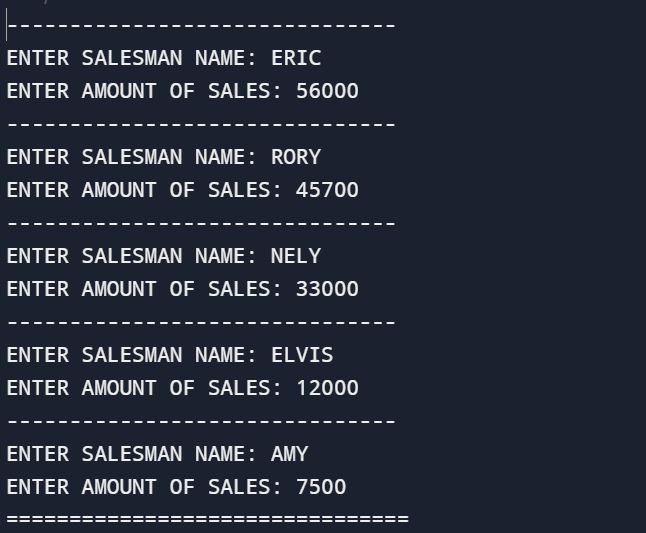 -------------------------------
ENTER SALESMAN NAME: ERIC
ENTER AMOUNT OF SALES: 56000
-------------------------------
ENTER SALESMAN NAME: RORY
ENTER AMOUNT OF SALES: 45700
-------------------------------
ENTER SALESMAN NAME: NELY
ENTER AMOUNT OF SALES: 33000
-------------------------------
ENTER SALESMAN NAME: ELVIS
ENTER AMOUNT OF SALES: 12000
-------------------------------
ENTER SALESMAN NAME: AMY
ENTER AMOUNT OF SALES: 7500
================================